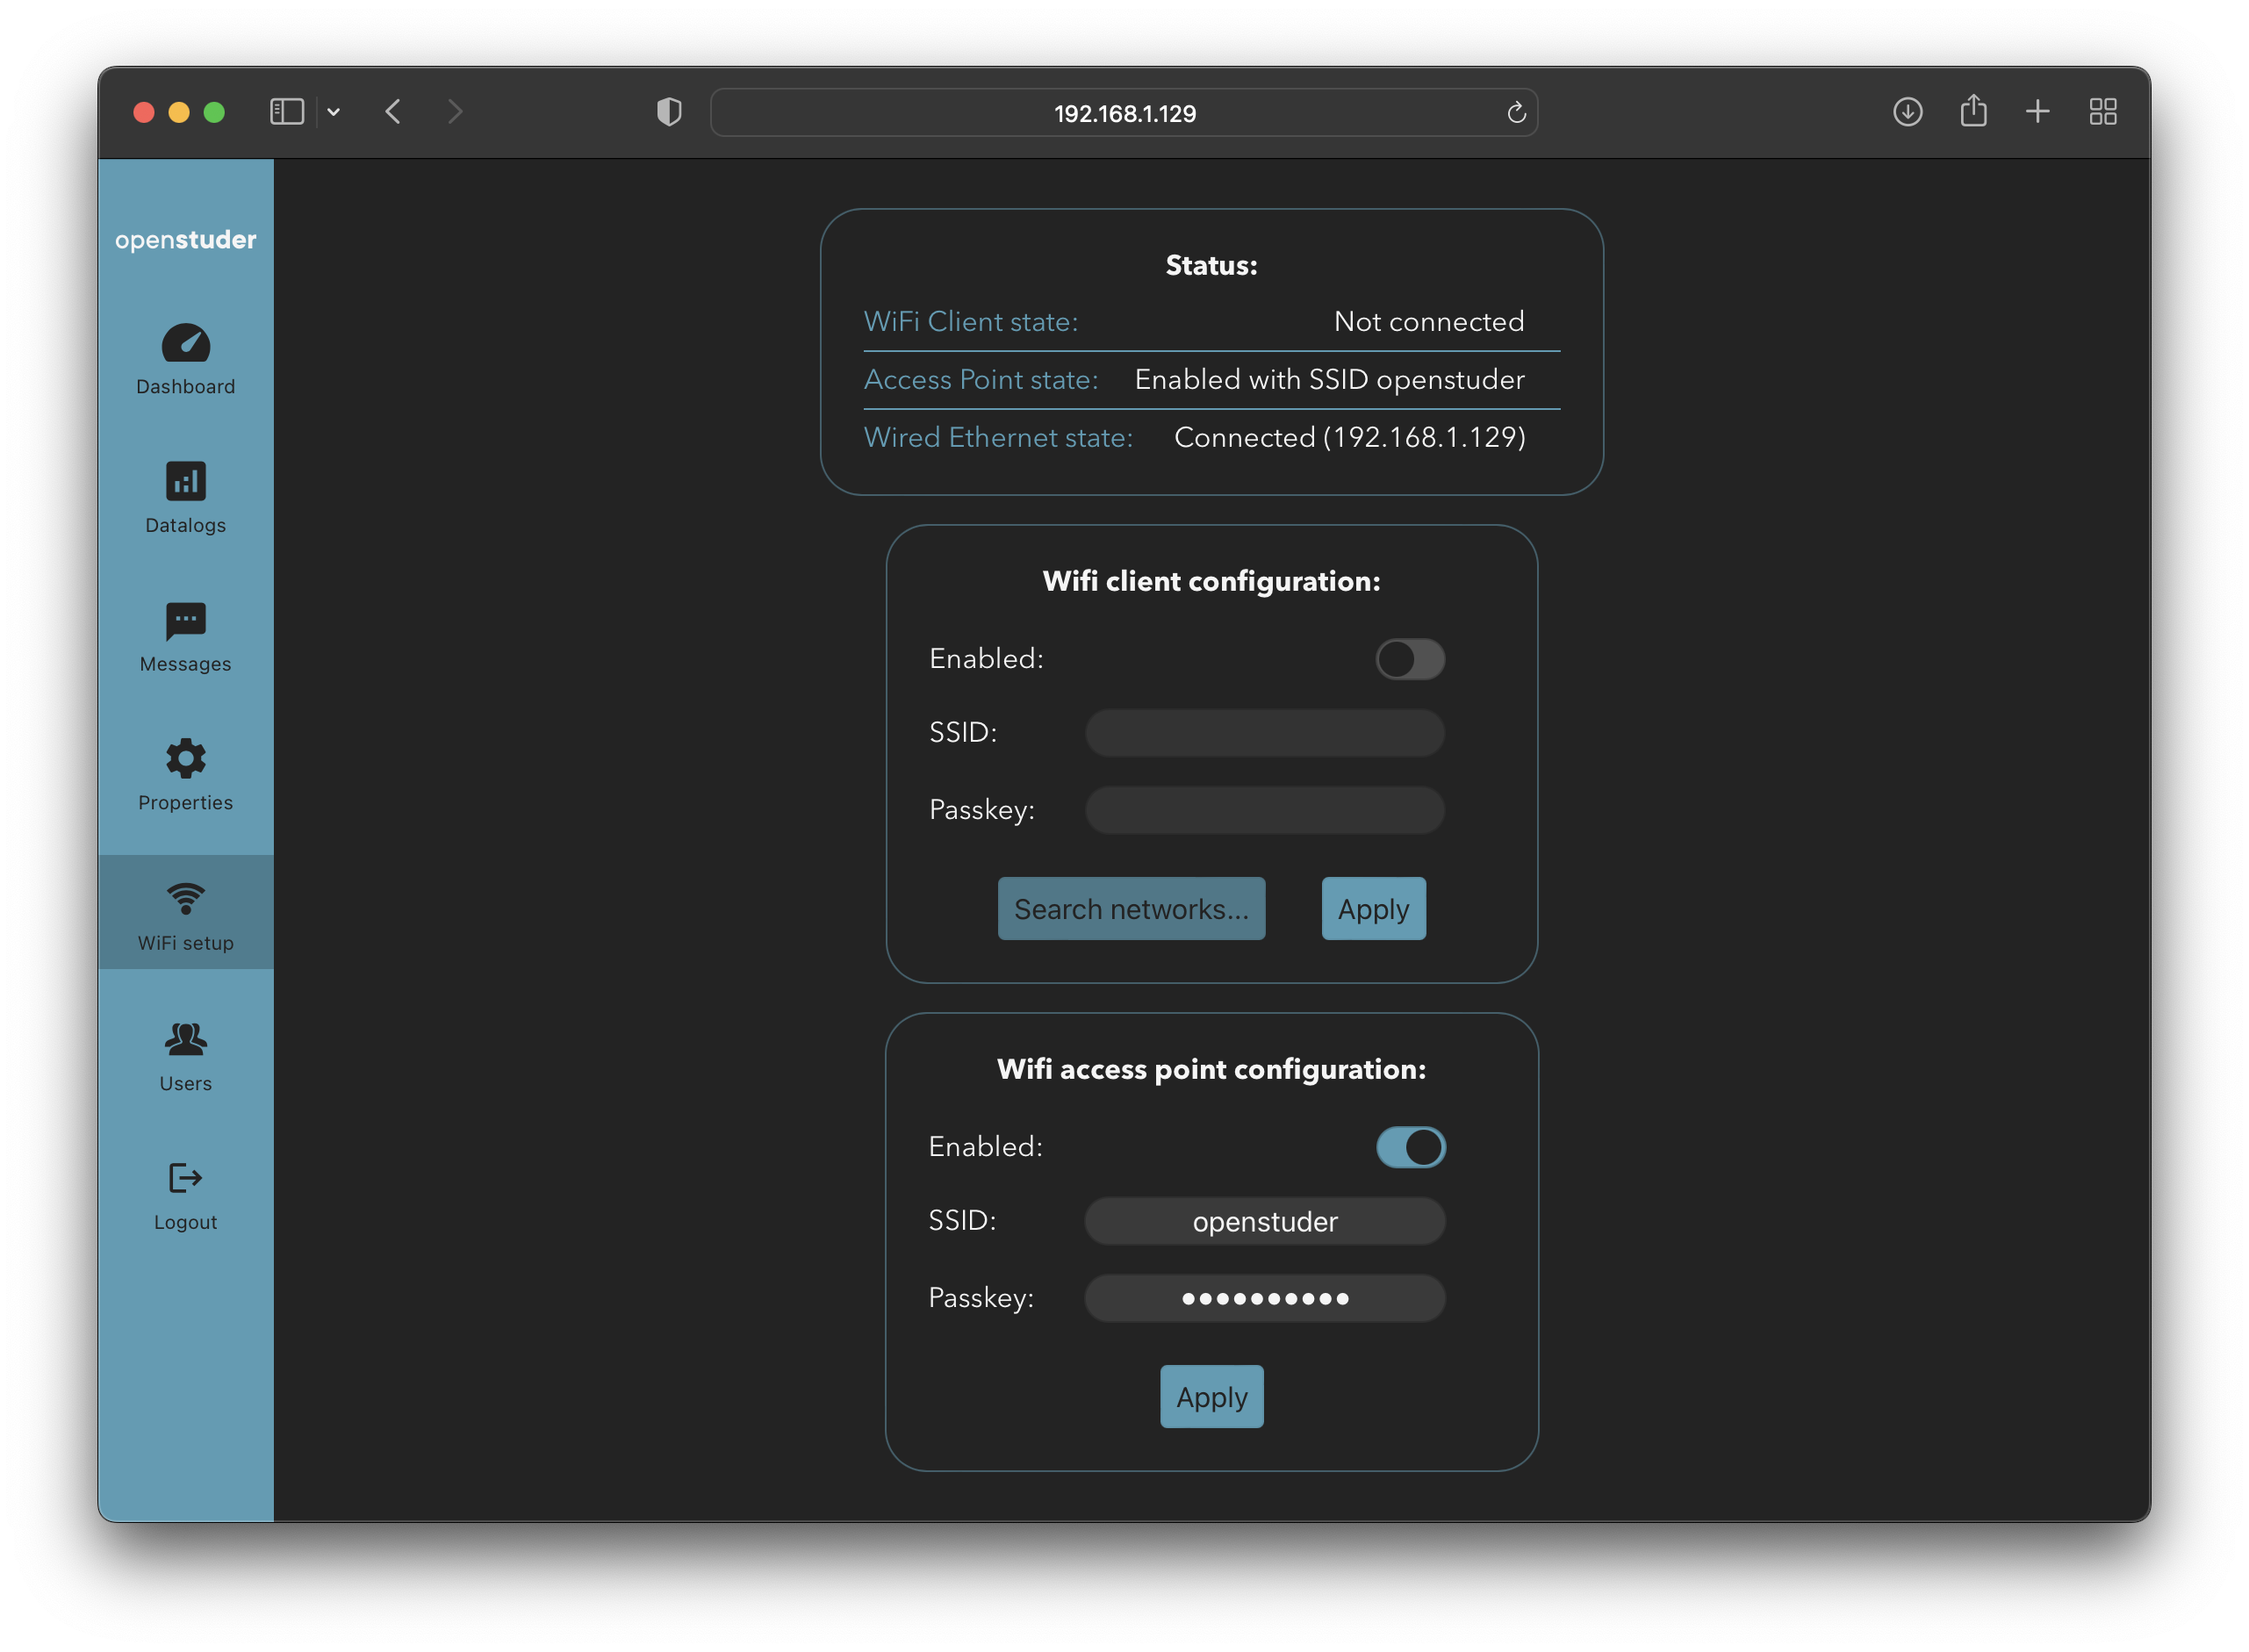 192.168.1.129
openstuder
Dashboard
Datalogs
Messages
Properties
WiFi setup
Users
Logout
Status:
WiFi Client state: Not connected
Access Point state: Enabled with SSID openstuder
Wired Ethernet state: Connected (192.168.1.129)
Wifi client configuration:
Enabled:
SSID:
Passkey:
Search networks... Apply
Wifi access point configuration:
Enabled:
SSID: openstuder
Passkey: ••••••••••
Apply